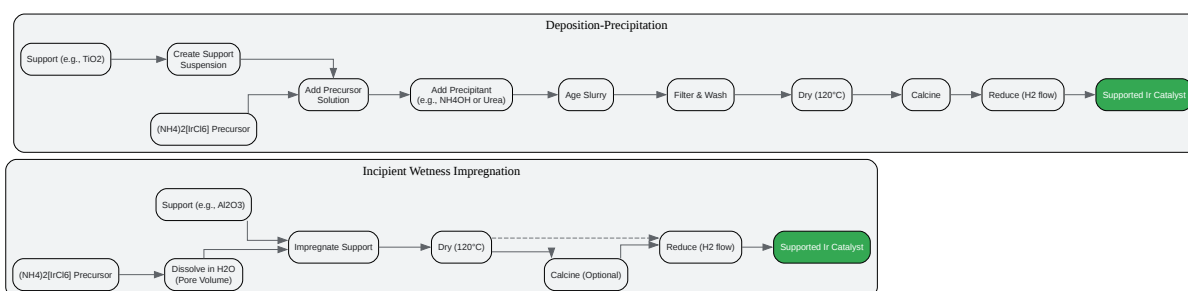 Deposition-Precipitation
Support (e.g., TiO2)
Create Support
Suspension
(NH4)2[IrCl6] Precursor
Add Precursor
Solution
Add Precipitant
(e.g., NH4OH or Urea)
Age Slurry
Filter & Wash
Dry (120°C)
Calcine
Reduce (H2 flow)
Supported Ir Catalyst
Incipient Wetness Impregnation
Support (e.g., Al2O3)
(NH4)2[IrCl6] Precursor
Dissolve in H2O
(Pore Volume)
Impregnate Support
Dry (120°C)
Calcine (Optional)
Reduce (H2 flow)
Supported Ir Catalyst